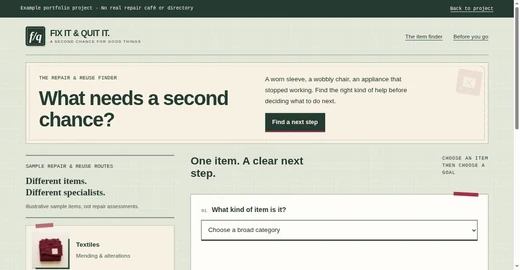 Example portfolio project · No real repair café or directory
Back to project
f/q
FIX IT & QUIT IT.
A SECOND CHANCE FOR GOOD THINGS
The item finder
Before you go
THE REPAIR & REUSE FINDER
What needs a second
chance?
A worn sleeve, a wobbly chair, an appliance that
stopped working. Find the right kind of help before
deciding what to do next.
Find a next step
SAMPLE REPAIR & REUSE ROUTES
Different items.
Different specialists.
Illustrative sample items, not repair assessments.
Textiles
Mending & alterations
One item. A clear next
step.
CHOOSE AN ITEM
THEN CHOOSE A
GOAL
01 What kind of item is it?
Choose a broad category